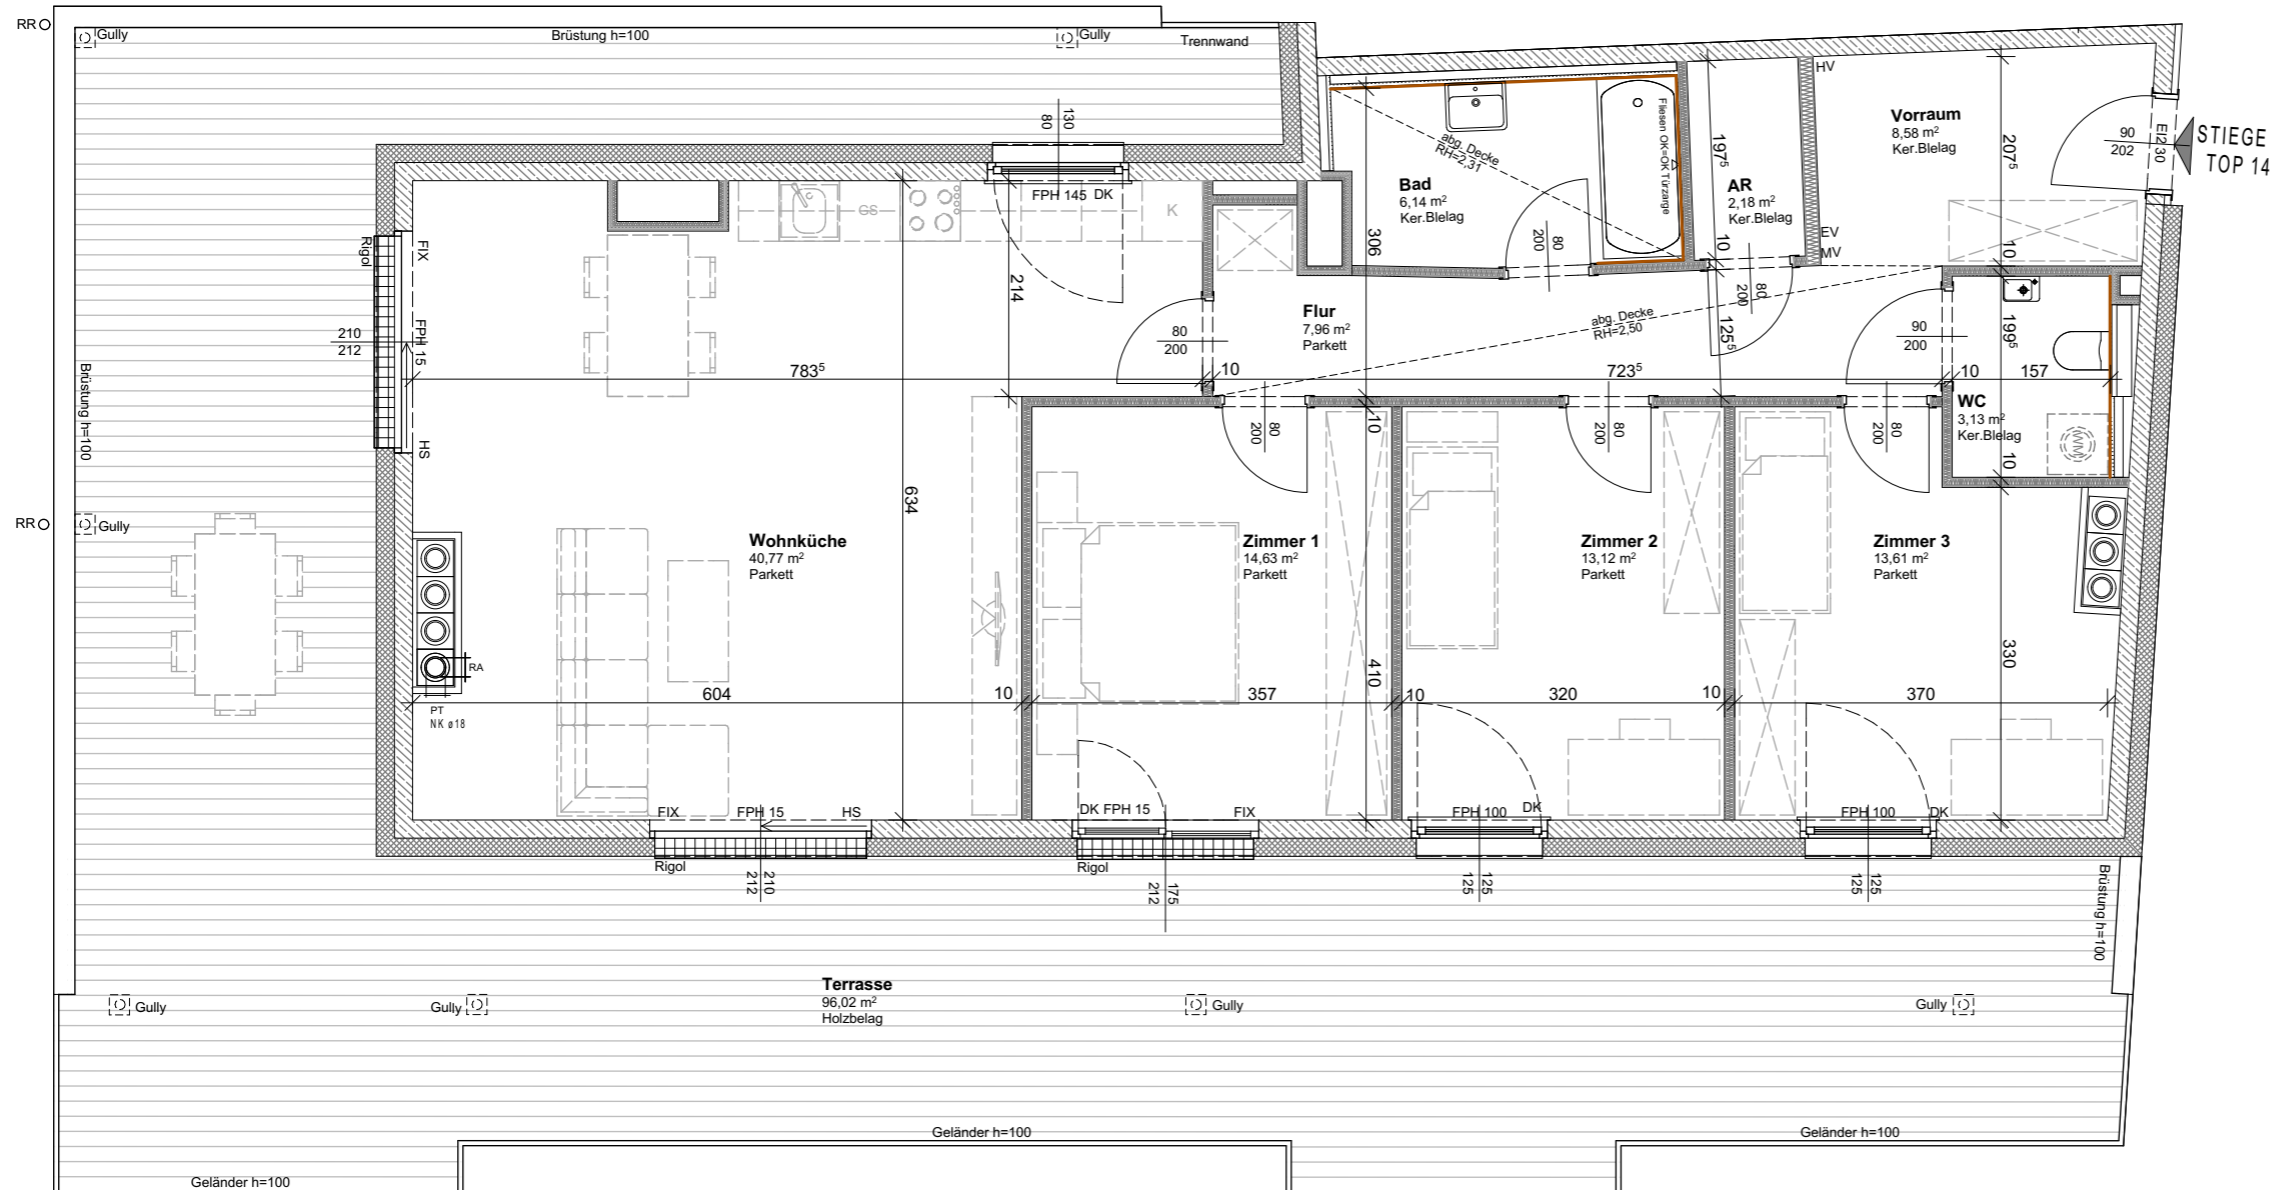 RR
Gully
Brüstung h=100
Gully
Trennwand
130
80
HV
Vorraum
8,58 m²
Ker.Blelag
207⁵
90
202
EI2 30
STIEGE
TOP 14
Fliesen OK=OK Türzarge
abg. Decke
RH=2,31
197⁵
Bad
6,14 m²
Ker.Blelag
AR
2,18 m²
Ker.Blelag
FPH 145
DK
GS
K
306
80
200
10
EV
MV
10
Rigol
FIX
FPH 15
HS
210
212
214
80
200
Flur
7,96 m²
Parkett
abg. Decke
RH=2,50
80
200
125⁵
90
200
199⁵
Brüstung h=100
783⁵
10
723⁵
10
157
WC
3,13 m²
Ker.Blelag
10
WM
80
200
10
80
200
80
200
RR
Gully
634
Wohnküche
40,77 m²
Parkett
Zimmer 1
14,63 m²
Parkett
Zimmer 2
13,12 m²
Parkett
Zimmer 3
13,61 m²
Parkett
RA
PT
NK ø18
604
10
357
410
10
320
10
370
330
FIX
FPH 15
HS
DK
FPH 15
FIX
FPH 100
DK
FPH 100
DK
Rigol
210
212
Rigol
175
212
125
125
125
125
Brüstung h=100
Terrasse
96,02 m²
Holzbelag
Gully
Gully
Gully
Gully
Geländer h=100
Geländer h=100
Geländer h=100